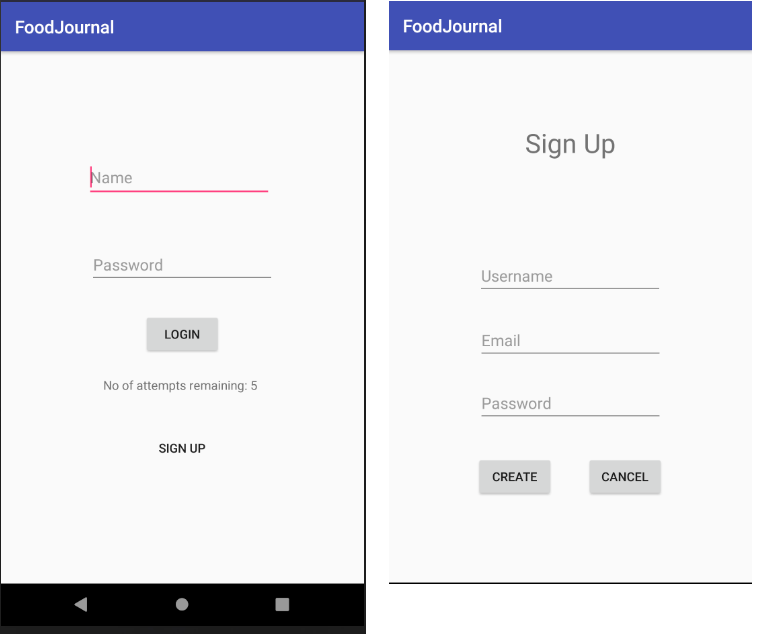 FoodJournal
Name
Password
LOGIN
No of attempts remaining: 5
SIGN UP
FoodJournal
Sign Up
Username
Email
Password
CREATE CANCEL